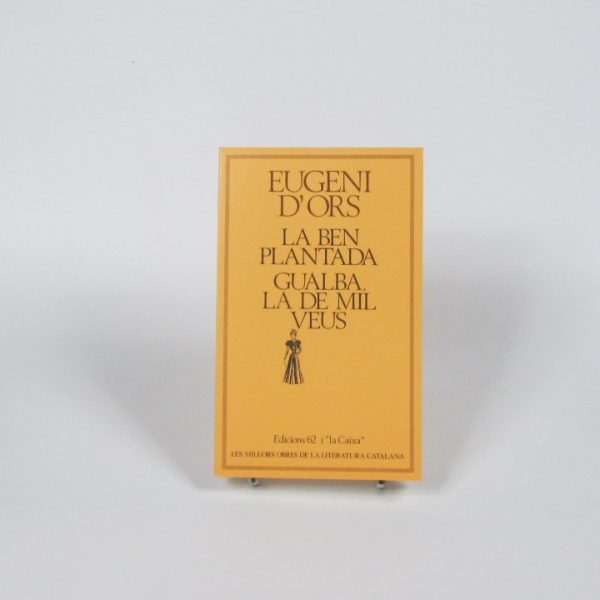 EUGENI
D'ORS
LA BEN
PLANTADA
GUALBA,
LA DE MIL
VEUS
Edicions 62 i "la Caixa"
LES MILLORS OBRES DE LA LITERATURA CATALANA